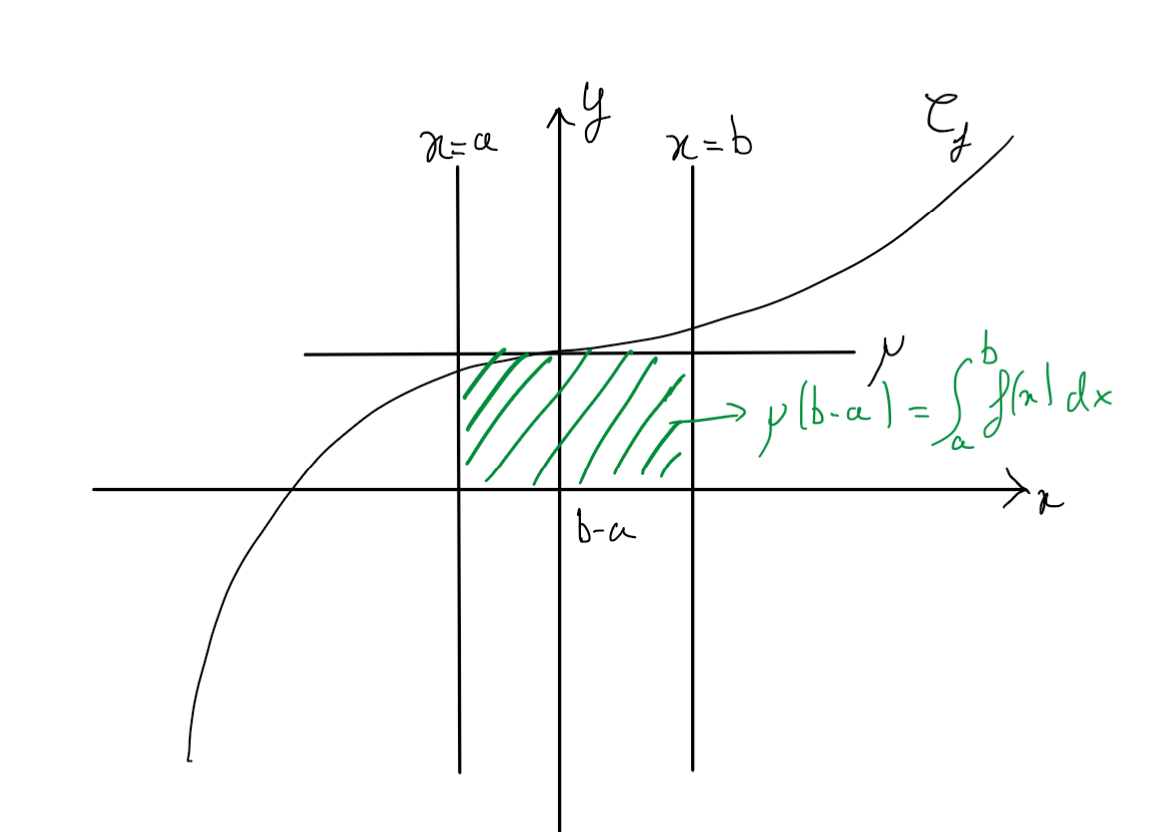 y
x=a
x=b
C_f
μ
μ(b-a) = ∫_a^b f(x) dx
x
b-a